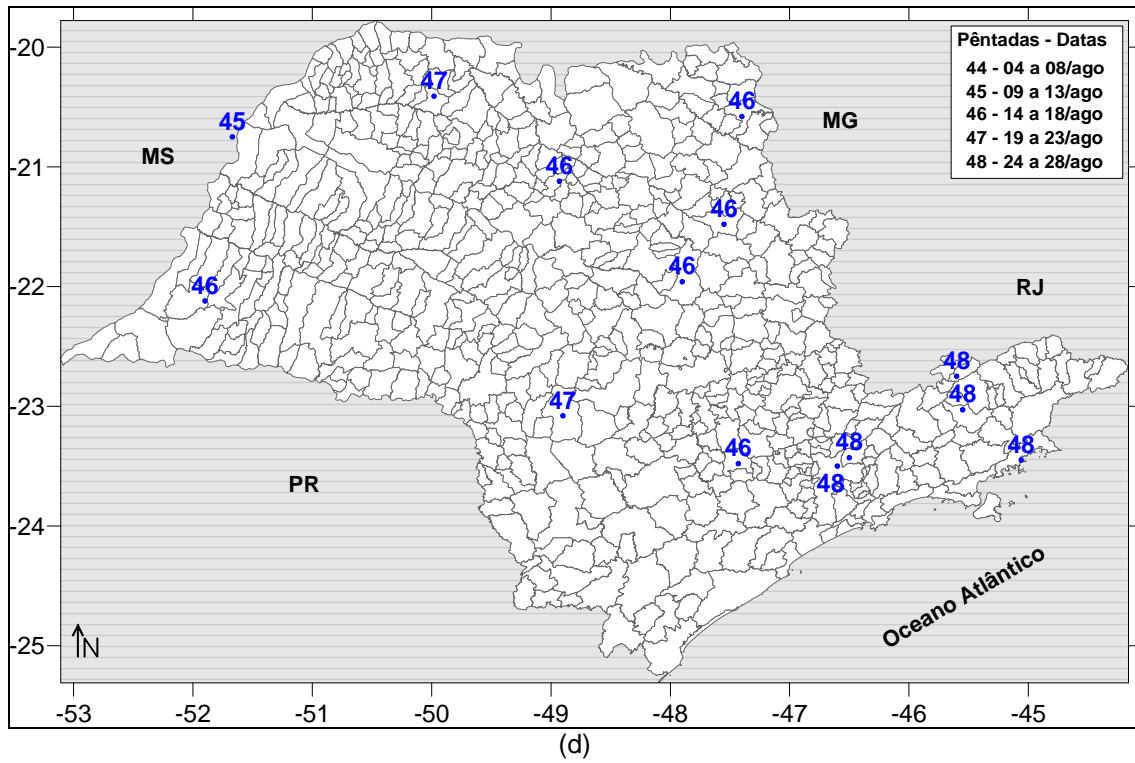 Pêntadas - Datas
44 - 04 a 08/ago
45 - 09 a 13/ago
46 - 14 a 18/ago
47 - 19 a 23/ago
48 - 24 a 28/ago
-20
47
46
45
MG
MS
-21
46
46
46
-22
46
RJ
48
-23
47
48
46
48
48
48
PR
-24
Oceano Atlântico
-25
N
-53 -52 -51 -50 -49 -48 -47 -46 -45
(d)